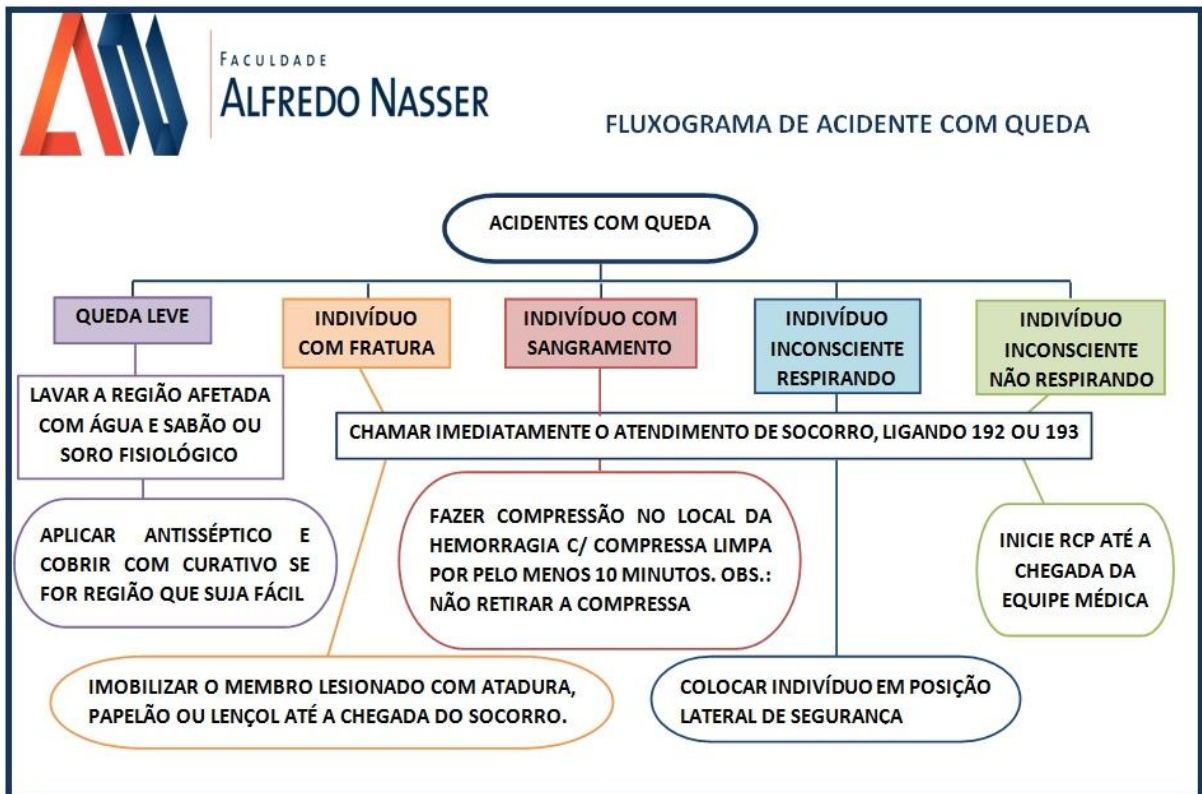 FACULDADE
ALFREDO NASSER
FLUXOGRAMA DE ACIDENTE COM QUEDA
ACIDENTES COM QUEDA
QUEDA LEVE
INDIVÍDUO
COM FRATURA
INDIVÍDUO COM
SANGRAMENTO
INDIVÍDUO
INCONSCIENTE
RESPIRANDO
INDIVÍDUO
INCONSCIENTE
NÃO RESPIRANDO
LAVAR A REGIÃO AFETADA
COM ÁGUA E SABÃO OU
SORO FISIOLÓGICO
CHAMAR IMEDIATAMENTE O ATENDIMENTO DE SOCORRO, LIGANDO 192 OU 193
APLICAR ANTISSÉPTICO E
COBRIR COM CURATIVO SE
FOR REGIÃO QUE SUJA FÁCIL
FAZER COMPRESSÃO NO LOCAL DA
HEMORRAGIA C/ COMPRESSA LIMPA
POR PELO MENOS 10 MINUTOS. OBS.:
NÃO RETIRAR A COMPRESSA
INICIE RCP ATÉ A
CHEGADA DA
EQUIPE MÉDICA
IMOBILIZAR O MEMBRO LESIONADO COM ATADURA,
PAPELÃO OU LENÇOL ATÉ A CHEGADA DO SOCORRO.
COLOCAR INDIVÍDUO EM POSIÇÃO
LATERAL DE SEGURANÇA